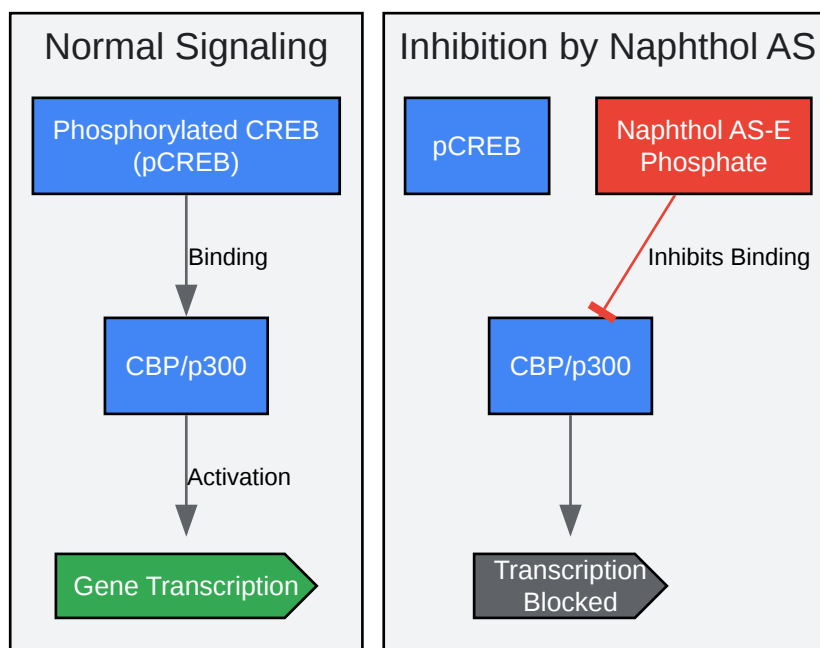 Normal Signaling
Phosphorylated CREB
(pCREB)
Binding
CBP/p300
Activation
Gene Transcription
Inhibition by Naphthol AS
pCREB
Naphthol AS-E
Phosphate
Inhibits Binding
CBP/p300
Transcription
Blocked